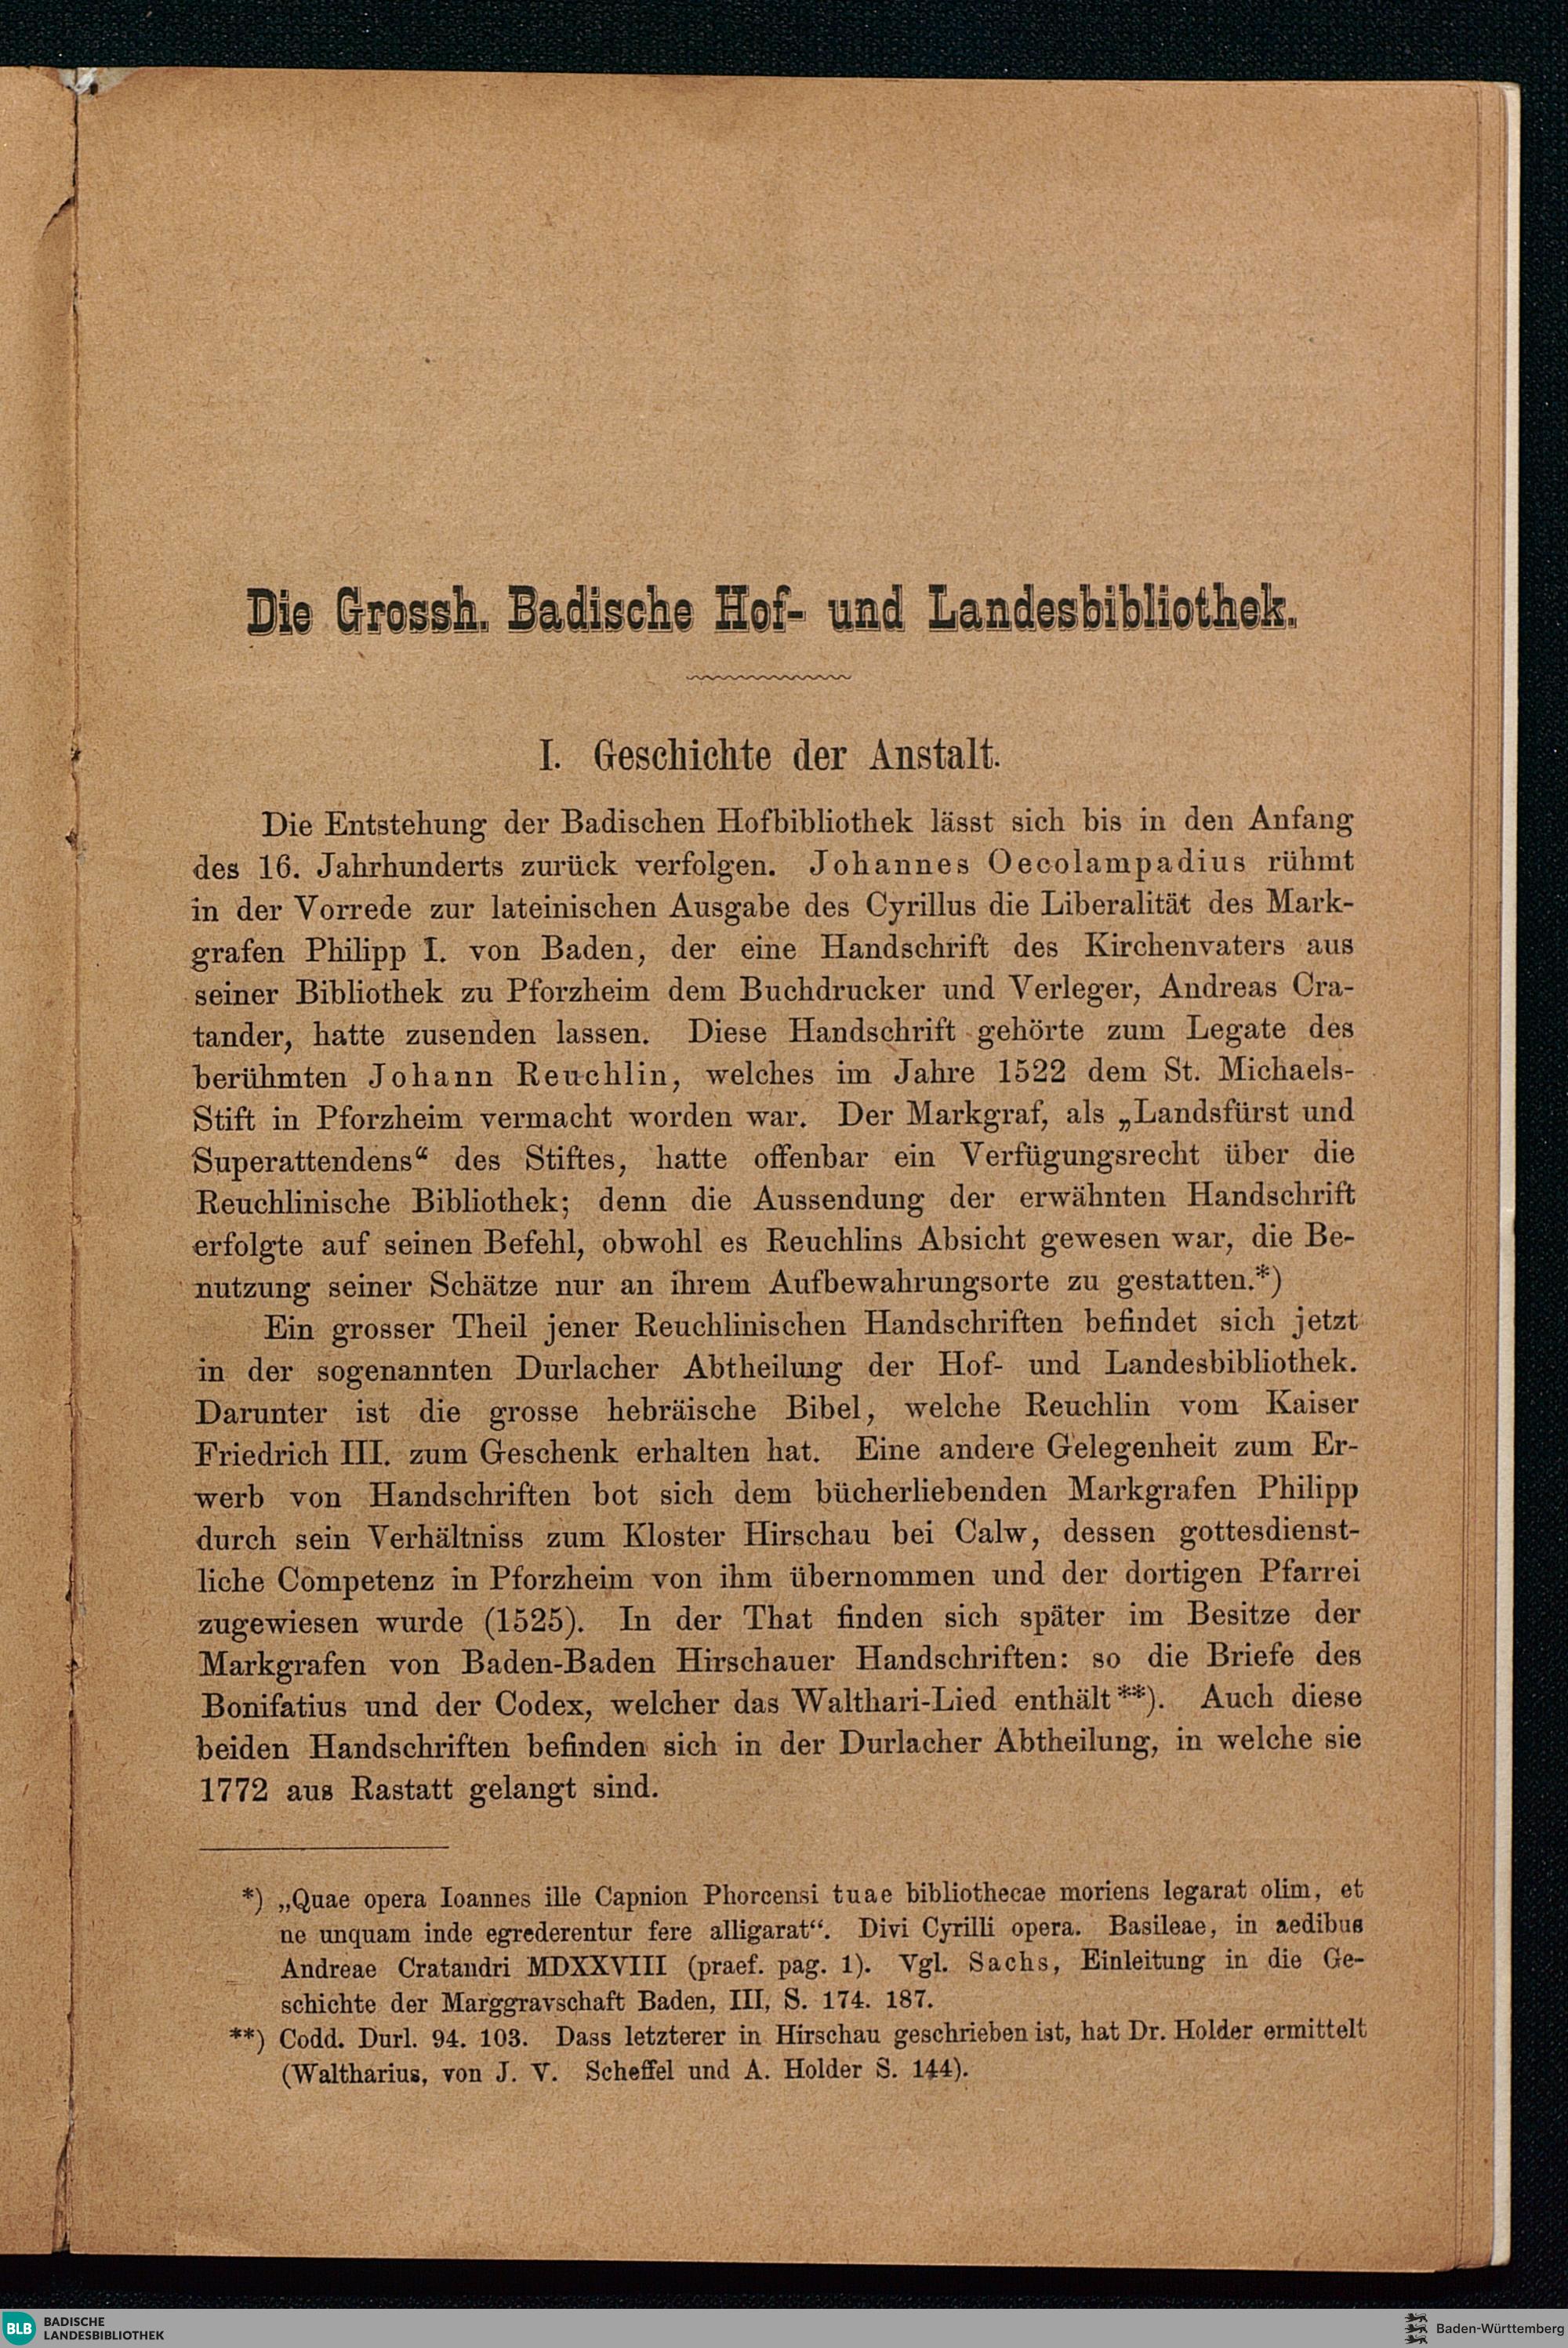 Die Grossh. Badische Hof- und Landesbibliothek.
I. Geschichte der Anstalt.
Die Entstehung der Badischen Hofbibliothek lässt sich bis in den Anfang
des 16. Jahrhunderts zurück verfolgen. Johannes Oecolampadius rühmt
in der Vorrede zur lateinischen Ausgabe des Cyrillus die Liberalität des Mark-
grafen Philipp I. von Baden, der eine Handschrift des Kirchenvaters aus
seiner Bibliothek zu Pforzheim dem Buchdrucker und Verleger, Andreas Cra-
tander, hatte zusenden lassen. Diese Handschrift gehörte zum Legate des
berühmten Johann Reuchlin, welches im Jahre 1522 dem St. Michaels-
Stift in Pforzheim vermacht worden war. Der Markgraf, als „Landsfürst und
Superattendens“ des Stiftes, hatte offenbar ein Verfügungsrecht über die
Reuchlinische Bibliothek; denn die Aussendung der erwähnten Handschrift
erfolgte auf seinen Befehl, obwohl es Reuchlins Absicht gewesen war, die Be-
nutzung seiner Schätze nur an ihrem Aufbewahrungsorte zu gestatten.*)
Ein grosser Theil jener Reuchlinischen Handschriften befindet sich jetzt
in der sogenannten Durlacher Abtheilung der Hof- und Landesbibliothek.
Darunter ist die grosse hebräische Bibel, welche Reuchlin vom Kaiser
Friedrich III. zum Geschenk erhalten hat. Eine andere Gelegenheit zum Er-
werb von Handschriften bot sich dem bücherliebenden Markgrafen Philipp
durch sein Verhältniss zum Kloster Hirschau bei Calw, dessen gottesdienst-
liche Competenz in Pforzheim von ihm übernommen und der dortigen Pfarrei
zugewiesen wurde (1525). In der That finden sich später im Besitze der
Markgrafen von Baden-Baden Hirschauer Handschriften: so die Briefe des
Bonifatius und der Codex, welcher das Walthari-Lied enthält**). Auch diese
beiden Handschriften befinden sich in der Durlacher Abtheilung, in welche sie
1772 aus Rastatt gelangt sind.
*) „Quae opera Ioannes ille Capnion Phorcensi tuae bibliothecae moriens legarat olim, et
ne unquam inde egrederentur fere alligarat“. Divi Cyrilli opera. Basileae, in aedibus
Andreae Cratandri MDXXVIII (praef. pag. 1). Vgl. Sachs, Einleitung in die Ge-
schichte der Marggravschaft Baden, III, S. 174. 187.
**) Codd. Durl. 94. 103. Dass letzterer in Hirschau geschrieben ist, hat Dr. Holder ermittelt
(Waltharius, von J. V. Scheffel und A. Holder S. 144).
BLB BADISCHE
LANDESBIBLIOTHEK
Baden-Württemberg